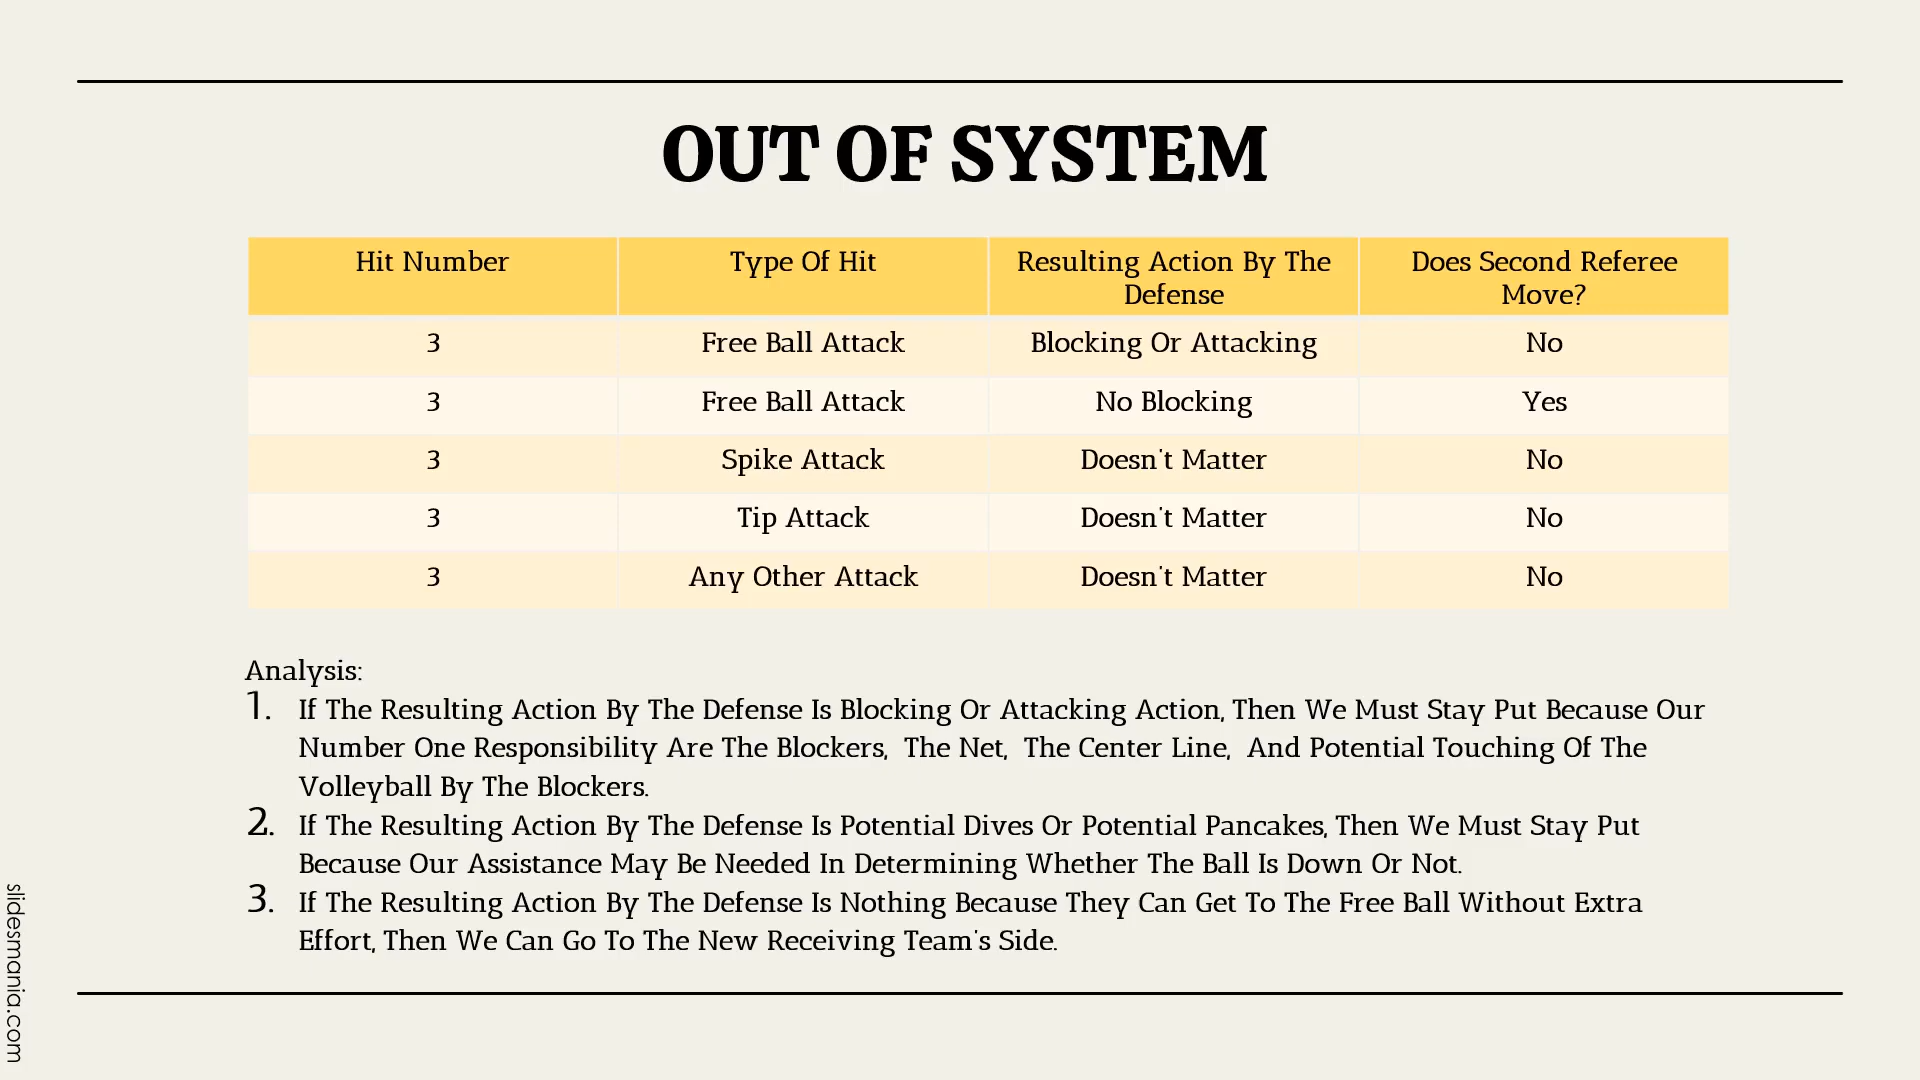 OUT OF SYSTEM
Hit Number Type Of Hit Resulting Action By The Defense Does Second Referee Move?
3 Free Ball Attack Blocking Or Attacking No
3 Free Ball Attack No Blocking Yes
3 Spike Attack Doesn't Matter No
3 Tip Attack Doesn't Matter No
3 Any Other Attack Doesn't Matter No
Analysis:
1. If The Resulting Action By The Defense Is Blocking Or Attacking Action, Then We Must Stay Put Because Our
Number One Responsibility Are The Blockers, The Net, The Center Line, And Potential Touching Of The
Volleyball By The Blockers.
2. If The Resulting Action By The Defense Is Potential Dives Or Potential Pancakes, Then We Must Stay Put
Because Our Assistance May Be Needed In Determining Whether The Ball Is Down Or Not.
3. If The Resulting Action By The Defense Is Nothing Because They Can Get To The Free Ball Without Extra
Effort, Then We Can Go To The New Receiving Team's Side.
slidesmania.com